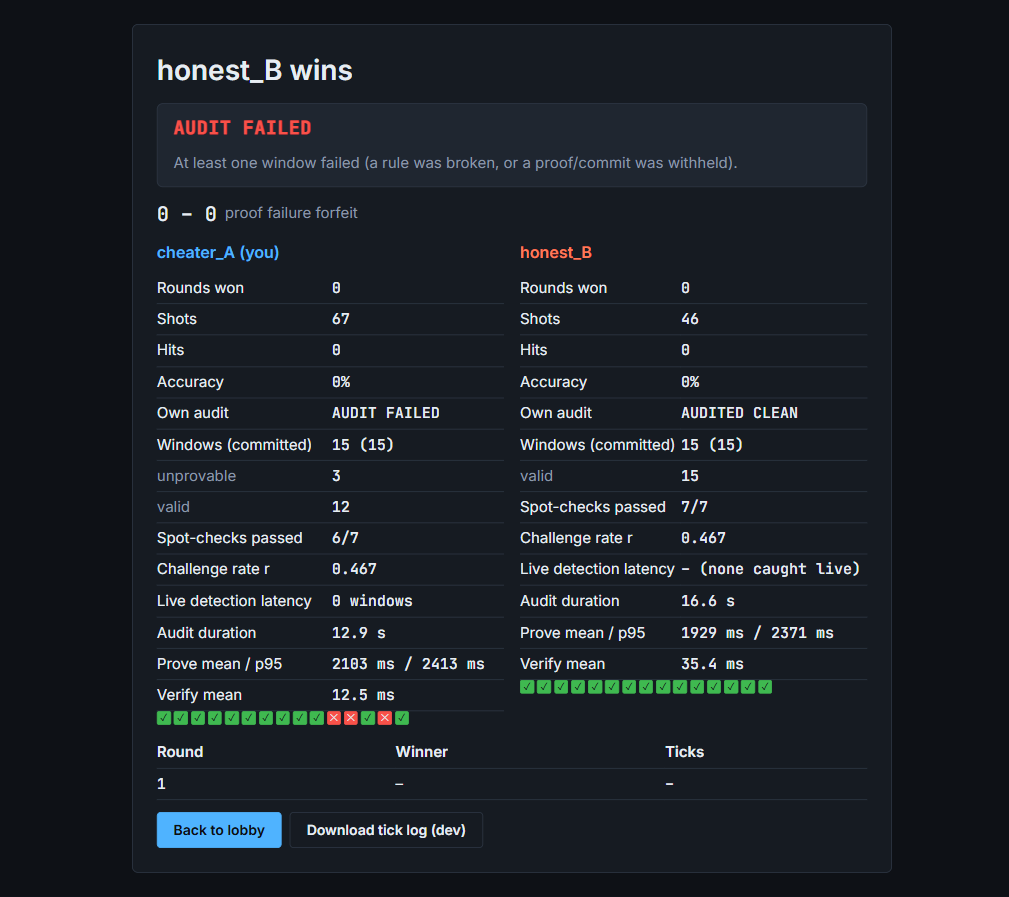 honest_B wins
AUDIT FAILED
At least one window failed (a rule was broken, or a proof/commit was withheld).
0 – 0 proof failure forfeit
cheater_A (you)
Rounds won 0
Shots 67
Hits 0
Accuracy 0%
Own audit AUDIT FAILED
Windows (committed) 15 (15)
unprovable 3
valid 12
Spot-checks passed 6/7
Challenge rate r 0.467
Live detection latency 0 windows
Audit duration 12.9 s
Prove mean / p95 2103 ms / 2413 ms
Verify mean 12.5 ms
honest_B
Rounds won 0
Shots 46
Hits 0
Accuracy 0%
Own audit AUDITED CLEAN
Windows (committed) 15 (15)
valid 15
Spot-checks passed 7/7
Challenge rate r 0.467
Live detection latency – (none caught live)
Audit duration 16.6 s
Prove mean / p95 1929 ms / 2371 ms
Verify mean 35.4 ms
Round Winner Ticks
1 – –
Back to lobby
Download tick log (dev)